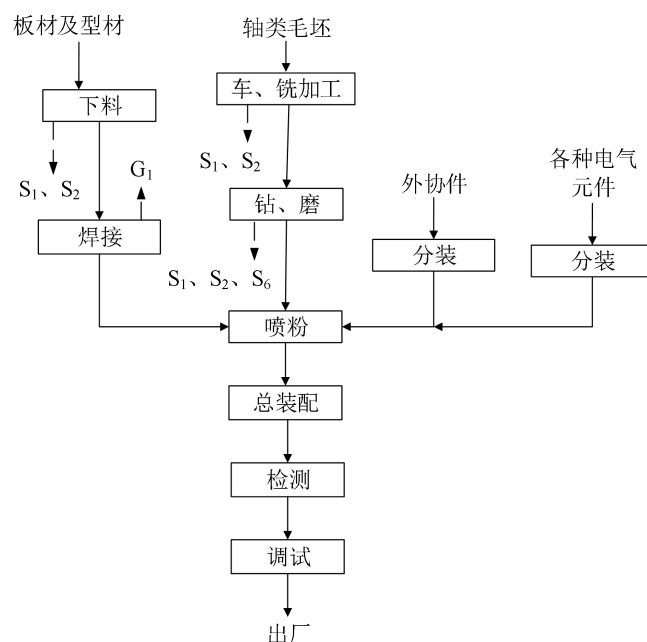 板材及型材
轴类毛坯
下料
车、铣加工
S₁、S₂
G₁
S₁、S₂
各种电气
元件
外协件
焊接
钻、磨
分装
分装
S₁、S₂、S₆
喷粉
总装配
检测
调试
出厂